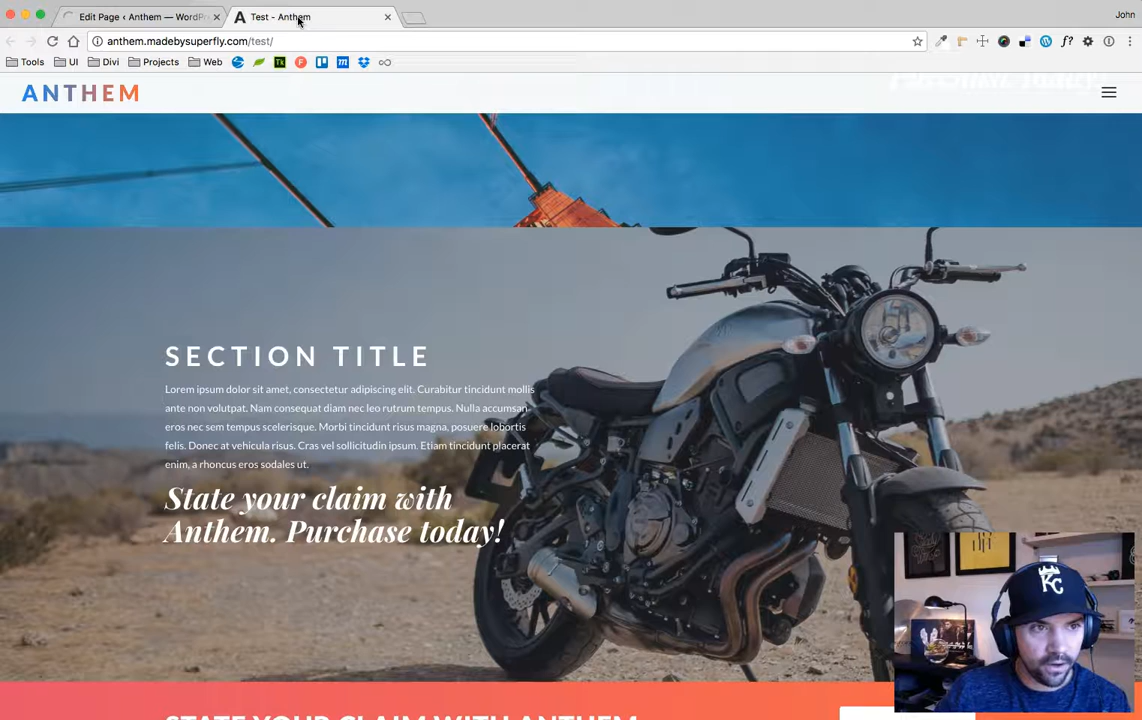 Edit Page ‹ Anthem — WordPr
Test - Anthem
John
anthem.madebysuperfly.com/test/
Tools
UI
Divi
Projects
Web
Tk
F
m
f?
ANTHEM
SECTION TITLE
Lorem ipsum dolor sit amet, consectetur adipiscing elit. Curabitur tincidunt mollis
ante non volutpat. Nam consequat diam nec leo rutrum tempus. Nulla accumsan
eros nec sem tempus scelerisque. Morbi tincidunt risus magna, posuere lobortis
felis. Donec at vehicula risus. Cras vel sollicitudin ipsum. Etiam tincidunt placerat
enim, a rhoncus eros sodales ut.
State your claim with
Anthem. Purchase today!
STATE YOUR CLAIM WITH ANTHEM
KC